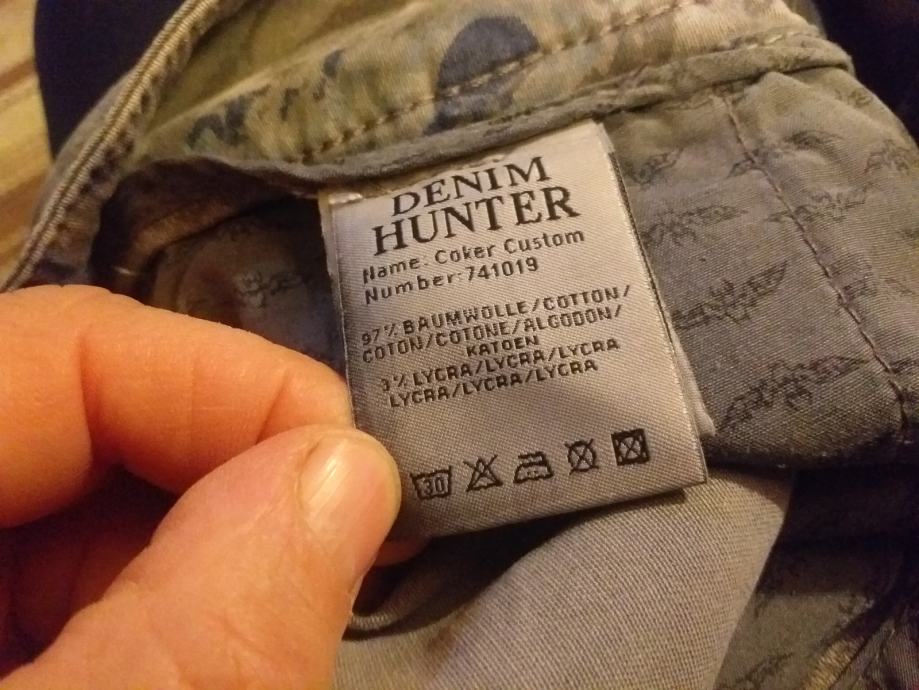 DENIM
HUNTER
Name: Coker Custom
Number:741019
97% BAUMWOLLE/COTTON/
COTON/COTONE/ALGODON/
KATOEN
3% LYCRA/LYCRA/LYCRA
LYCRA/LYCRA/LYCRA
30